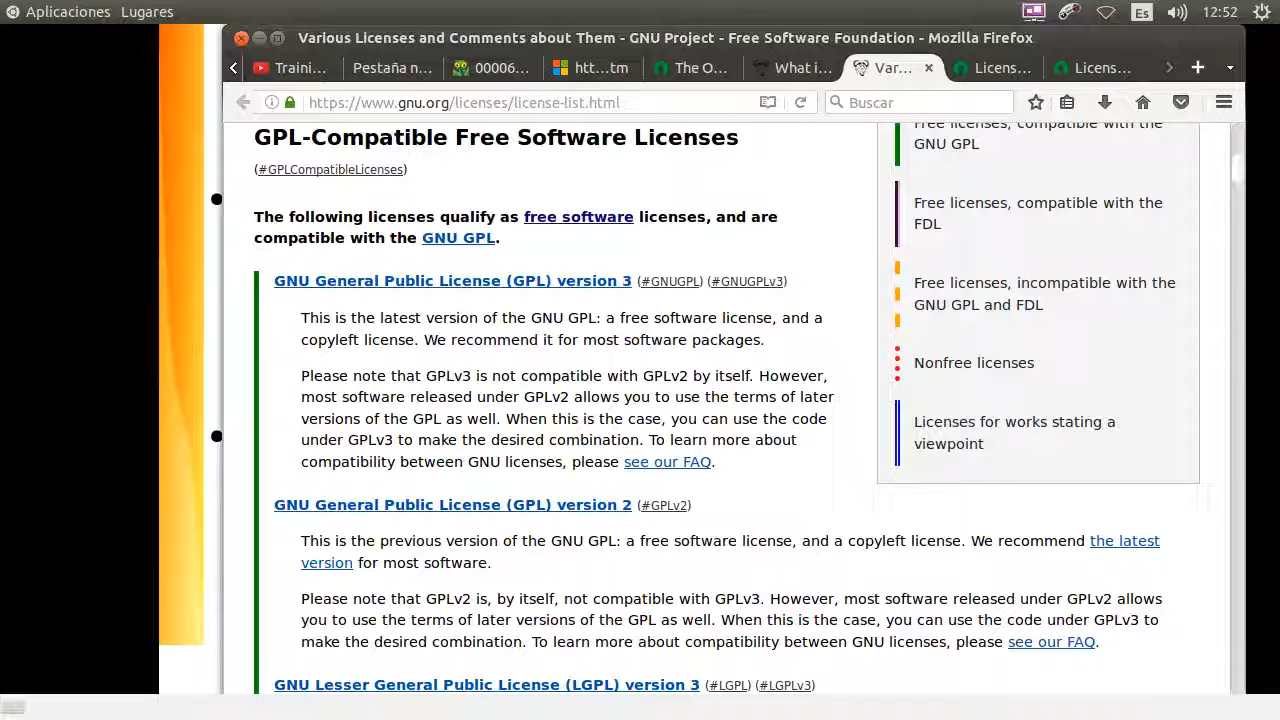 Aplicaciones Lugares Es 12:52
Various Licenses and Comments about Them - GNU Project - Free Software Foundation - Mozilla Firefox
Traini... Pestaña n... 00006... htt...tm The O... What i... Var... Licens... Licens...
https://www.gnu.org/licenses/license-list.html Buscar
GPL-Compatible Free Software Licenses
(#GPLCompatibleLicenses)
The following licenses qualify as free software licenses, and are
compatible with the GNU GPL.
GNU General Public License (GPL) version 3 (#GNUGPL) (#GNUGPLv3)
This is the latest version of the GNU GPL: a free software license, and a
copyleft license. We recommend it for most software packages.
Please note that GPLv3 is not compatible with GPLv2 by itself. However,
most software released under GPLv2 allows you to use the terms of later
versions of the GPL as well. When this is the case, you can use the code
under GPLv3 to make the desired combination. To learn more about
compatibility between GNU licenses, please see our FAQ.
GNU General Public License (GPL) version 2 (#GPLv2)
This is the previous version of the GNU GPL: a free software license, and a copyleft license. We recommend the latest
version for most software.
Please note that GPLv2 is, by itself, not compatible with GPLv3. However, most software released under GPLv2 allows
you to use the terms of later versions of the GPL as well. When this is the case, you can use the code under GPLv3 to
make the desired combination. To learn more about compatibility between GNU licenses, please see our FAQ.
GNU Lesser General Public License (LGPL) version 3 (#LGPL) (#LGPLv3)
Free licenses, compatible with the
GNU GPL
Free licenses, compatible with the
FDL
Free licenses, incompatible with the
GNU GPL and FDL
Nonfree licenses
Licenses for works stating a
viewpoint